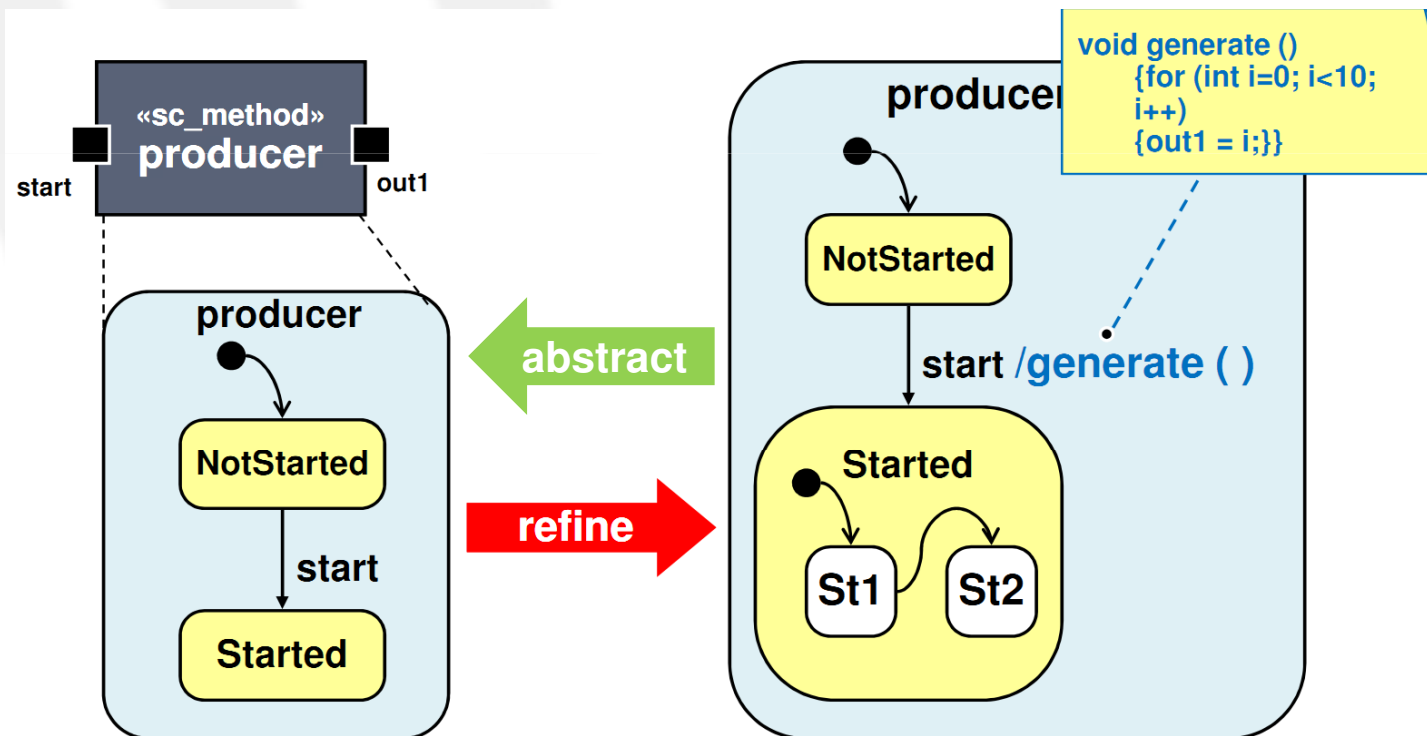 «sc_method»
producer
start
out1
producer
NotStarted
start
Started
abstract
refine
producer
void generate ()
{for (int i=0; i<10;
i++)
{out1 = i;}}
NotStarted
start /generate ( )
Started
St1
St2